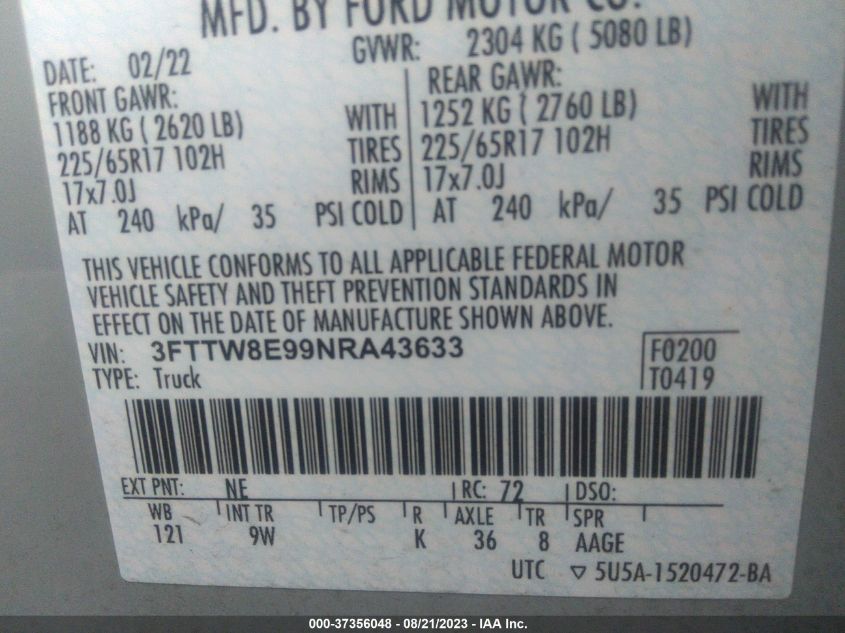 MFD. BY FORD MOTOR CO.
DATE: 02/22 GVWR: 2304 KG ( 5080 LB)
FRONT GAWR: REAR GAWR:
1188 KG ( 2620 LB) WITH 1252 KG ( 2760 LB) WITH
225/65R17 102H TIRES 225/65R17 102H TIRES
17x7.0J RIMS 17x7.0J RIMS
AT 240 kPa/ 35 PSI COLD AT 240 kPa/ 35 PSI COLD
THIS VEHICLE CONFORMS TO ALL APPLICABLE FEDERAL MOTOR
VEHICLE SAFETY AND THEFT PREVENTION STANDARDS IN
EFFECT ON THE DATE OF MANUFACTURE SHOWN ABOVE.
VIN: 3FTTW8E99NRA43633 F0200
TYPE: Truck T0419
EXT PNT: NE RC: 72 DSO:
WB INT TR TP/PS R AXLE TR SPR
121 9W K 36 8 AAGE
UTC ▽ 5U5A-1520472-BA
000-37356048 - 08/21/2023 - IAA Inc.